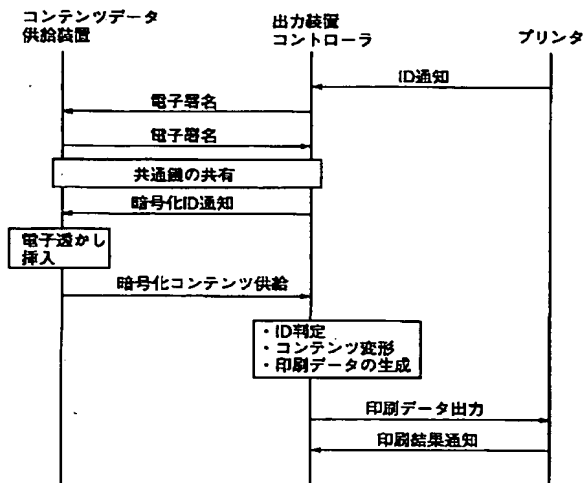 コンテンツデータ
供給装置
出力装置
コントローラ
プリンタ
ID通知
電子署名
電子署名
共通鍵の共有
暗号化ID通知
電子透かし
挿入
暗号化コンテンツ供給
・ID判定
・コンテンツ変形
・印刷データの生成
印刷データ出力
印刷結果通知